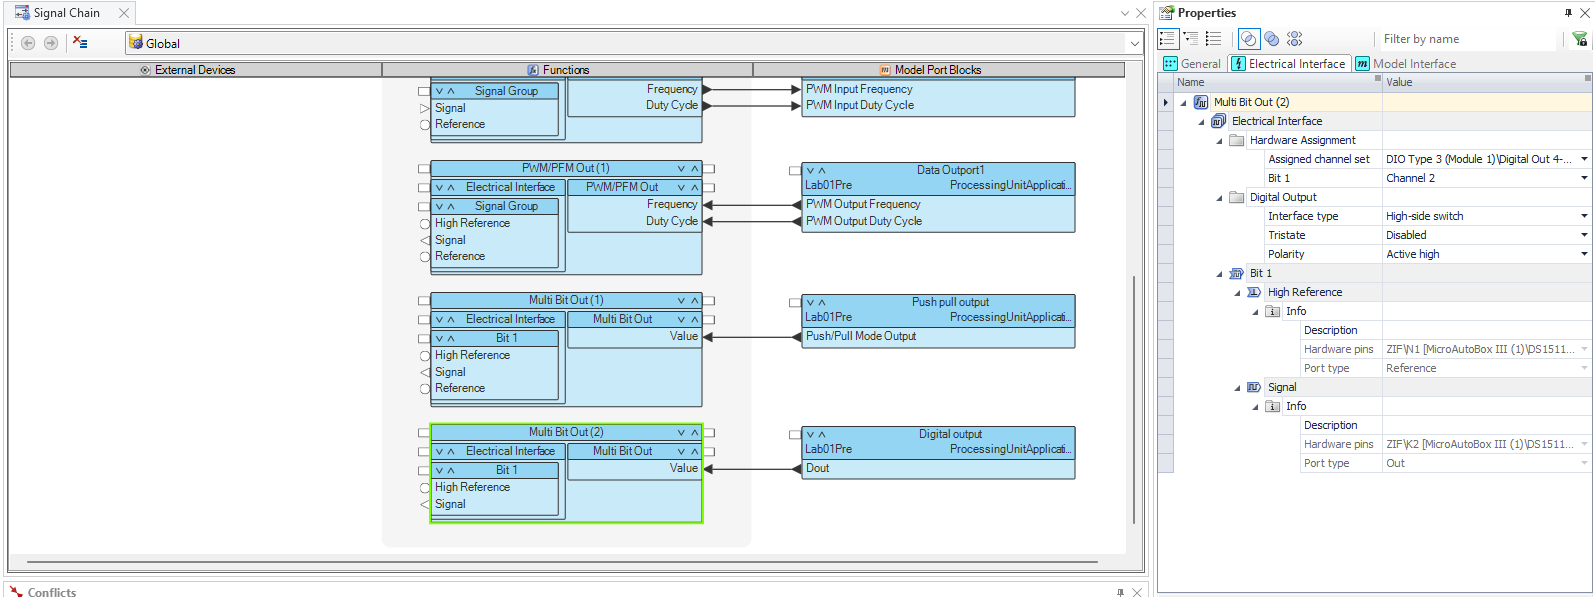 Signal Chain
Global
External Devices
Functions
Model Port Blocks
Signal Group
Signal
Reference
Frequency
Duty Cycle
PWM Input Frequency
PWM Input Duty Cycle
PWM/PFM Out (1)
Electrical Interface
PWM/PFM Out
Signal Group
High Reference
Signal
Reference
Frequency
Duty Cycle
Data Outport1
Lab01Pre ProcessingUnitApplicati...
PWM Output Frequency
PWM Output Duty Cycle
Multi Bit Out (1)
Electrical Interface
Multi Bit Out
Bit 1
High Reference
Signal
Reference
Value
Push pull output
Lab01Pre ProcessingUnitApplicati...
Push/Pull Mode Output
Multi Bit Out (2)
Electrical Interface
Multi Bit Out
Bit 1
High Reference
Signal
Value
Digital output
Lab01Pre ProcessingUnitApplicati...
Dout
Conflicts
Properties
Filter by name
General
Electrical Interface
Model Interface
Name Value
Multi Bit Out (2)
Electrical Interface
Hardware Assignment
Assigned channel set DIO Type 3 (Module 1)\Digital Out 4-...
Bit 1 Channel 2
Digital Output
Interface type High-side switch
Tristate Disabled
Polarity Active high
Bit 1
High Reference
Info
Description
Hardware pins ZIF\N1 [MicroAutoBox III (1)\DS1511...
Port type Reference
Signal
Info
Description
Hardware pins ZIF\K2 [MicroAutoBox III (1)\DS1511...
Port type Out